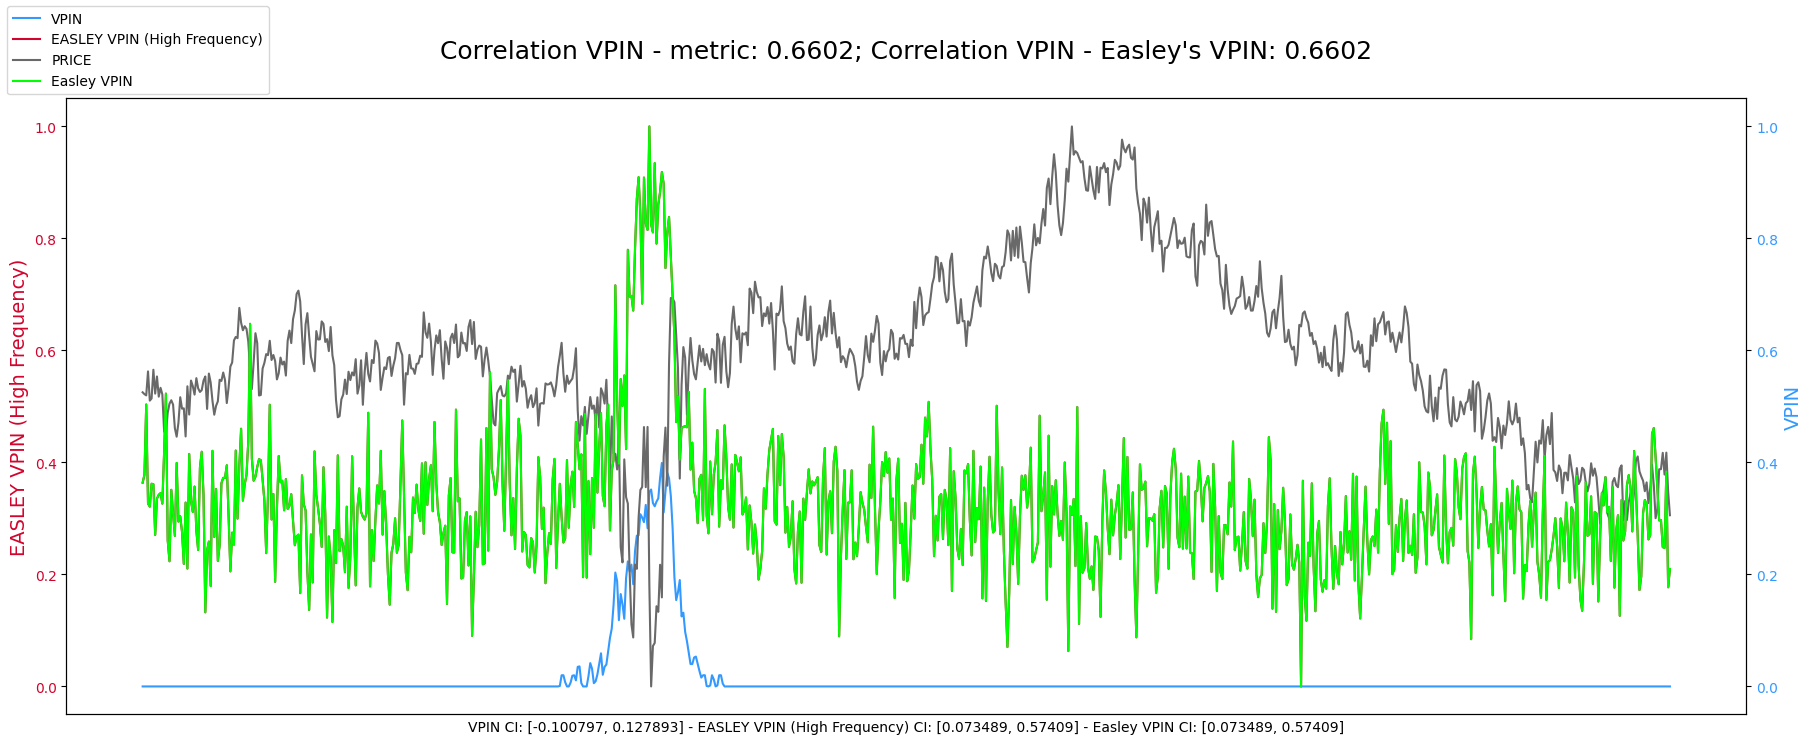 VPIN
EASLEY VPIN (High Frequency)
PRICE
Easley VPIN
Correlation VPIN - metric: 0.6602; Correlation VPIN - Easley's VPIN: 0.6602
EASLEY VPIN (High Frequency)
1.0
0.8
0.6
0.4
0.2
0.0
1.0
0.8
0.6
0.4
0.2
0.0
VPIN
VPIN CI: [-0.100797, 0.127893] - EASLEY VPIN (High Frequency) CI: [0.073489, 0.57409] - Easley VPIN CI: [0.073489, 0.57409]